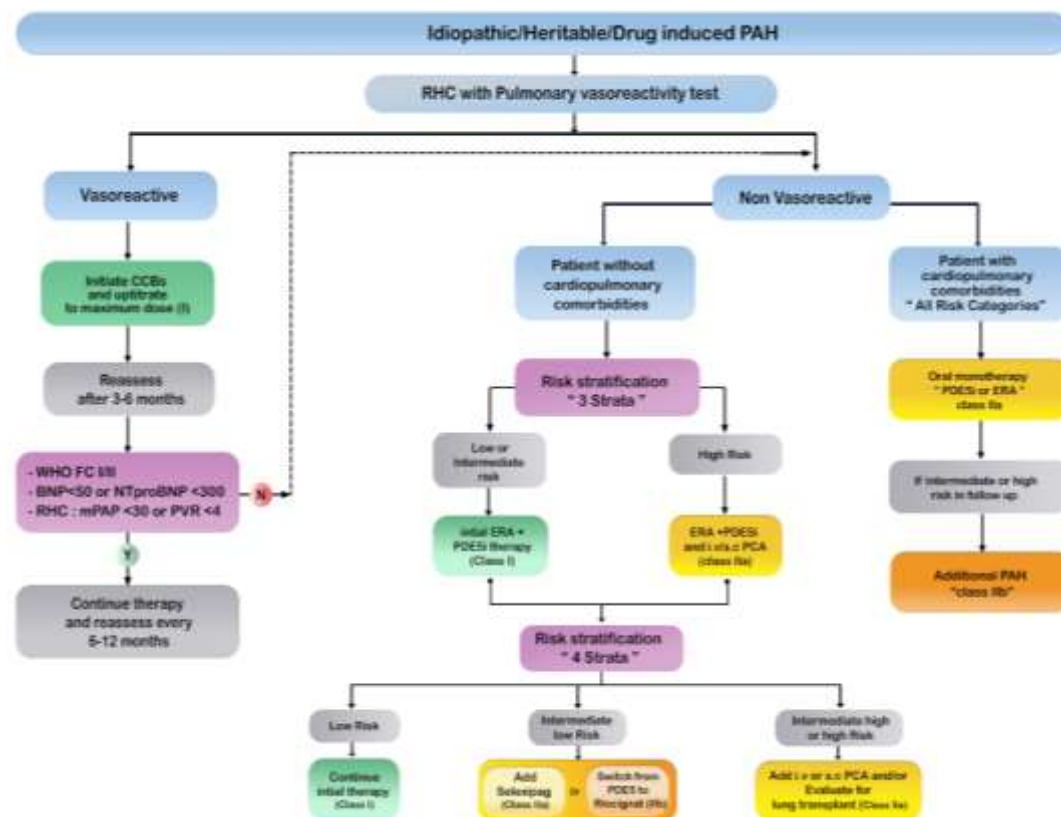 Idiopathic/Heritable/Drug induced PAH
RHC with Pulmonary vasoreactivity test
Vasoreactive
Initiate CCBs
and uptitrate
to maximum dose (I)
Reassess
after 3-6 months
- WHO FC I/II
- BNP<50 or NTproBNP <300
- RHC : mPAP <30 or PVR <4
N
Y
Continue therapy
and reassess every
6-12 months
Non Vasoreactive
Patient without
cardiopulmonary
comorbidities
Risk stratification
" 3 Strata "
Low or
Intermediate
risk
High Risk
initial ERA +
PDE5i therapy
(Class I)
ERA +PDE5i
and i.v/s.c PCA
(class IIa)
Patient with
cardiopulmonary
comorbidities
" All Risk Categories"
Oral monotherapy
" PDE5i or ERA "
class IIa
If intermediate or high
risk in follow up
Additional PAH
"class IIb"
Risk stratification
" 4 Strata "
Low Risk
Intermediate
low Risk
Intermediate high
or high Risk
Continue
intial therapy
(Class I)
Add
Selexipag
(Class IIa)
or
Switch from
PDE5 to
Riociguat (IIb)
Add i.v or s.c PCA and/or
Evaluate for
lung transplant (Class IIa)